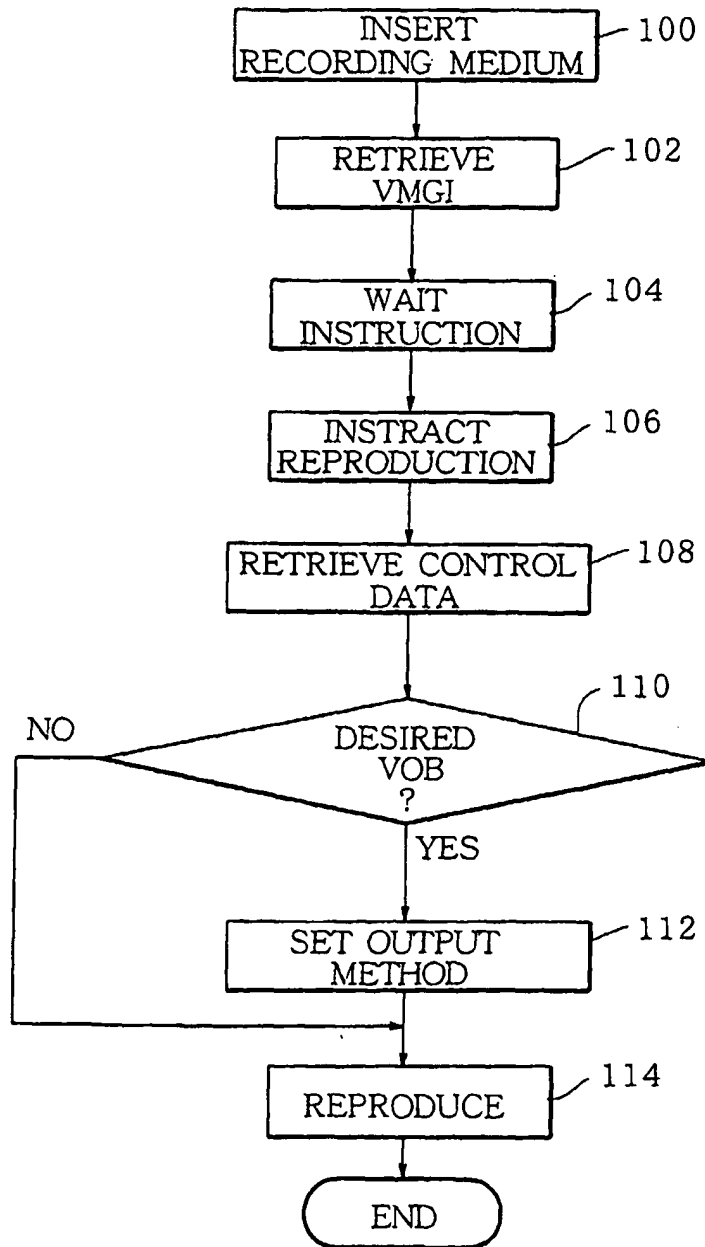 INSERT
RECORDING MEDIUM
100
RETRIEVE
VMGI
102
WAIT
INSTRUCTION
104
INSTRACT
REPRODUCTION
106
RETRIEVE CONTROL
DATA
108
110
NO
DESIRED
VOB
?
YES
SET OUTPUT
METHOD
112
REPRODUCE
114
END